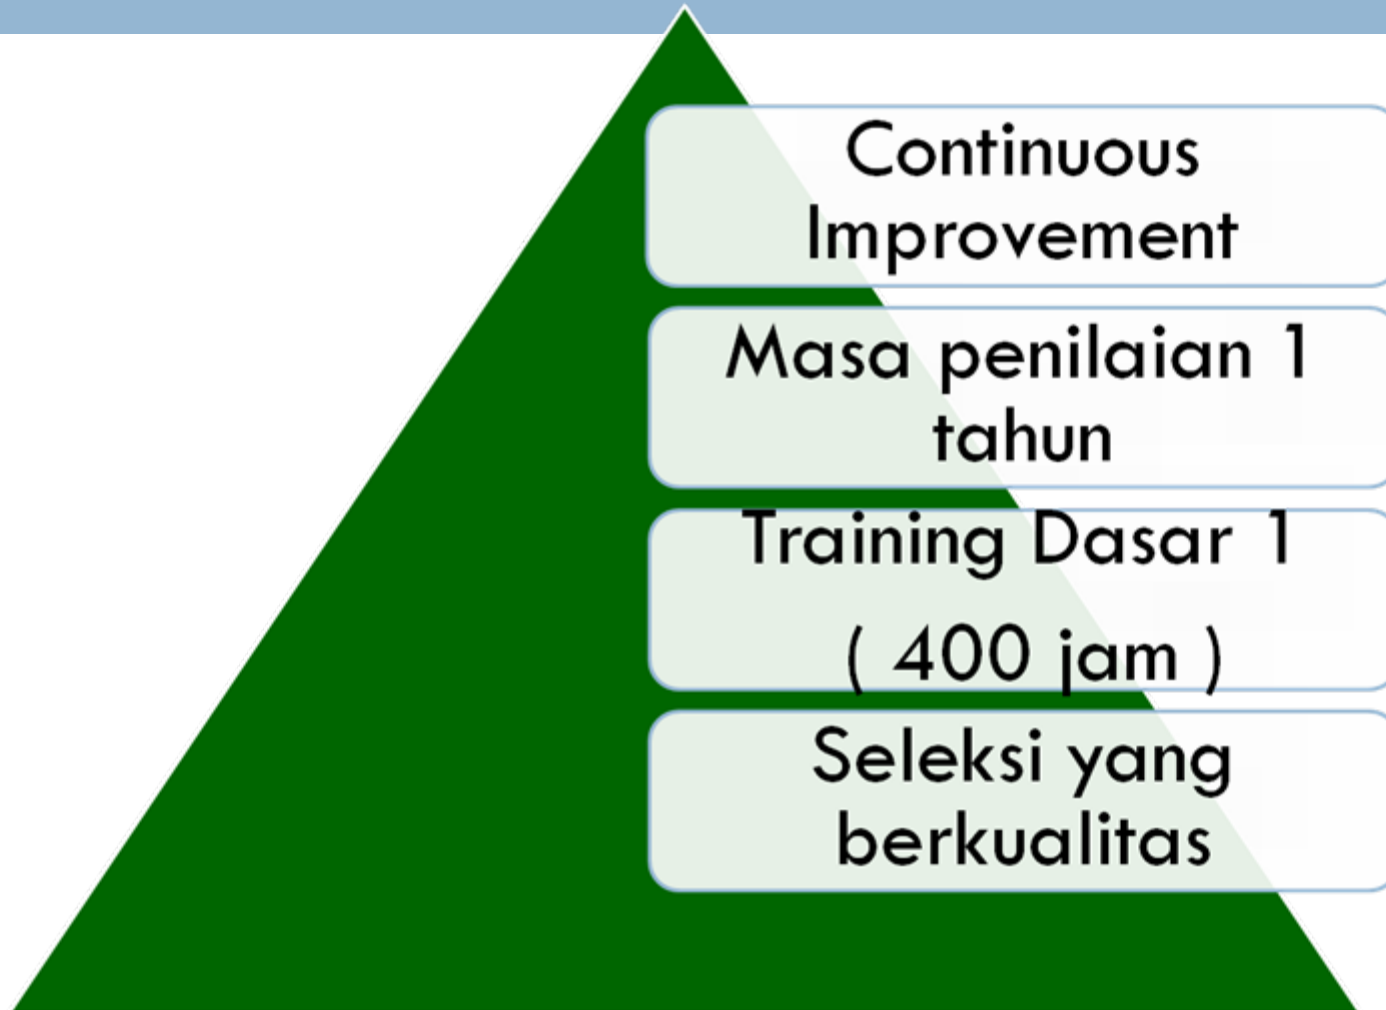 Continuous
Improvement
Masa penilaian 1
tahun
Training Dasar 1
( 400 jam )
Seleksi yang
berkualitas